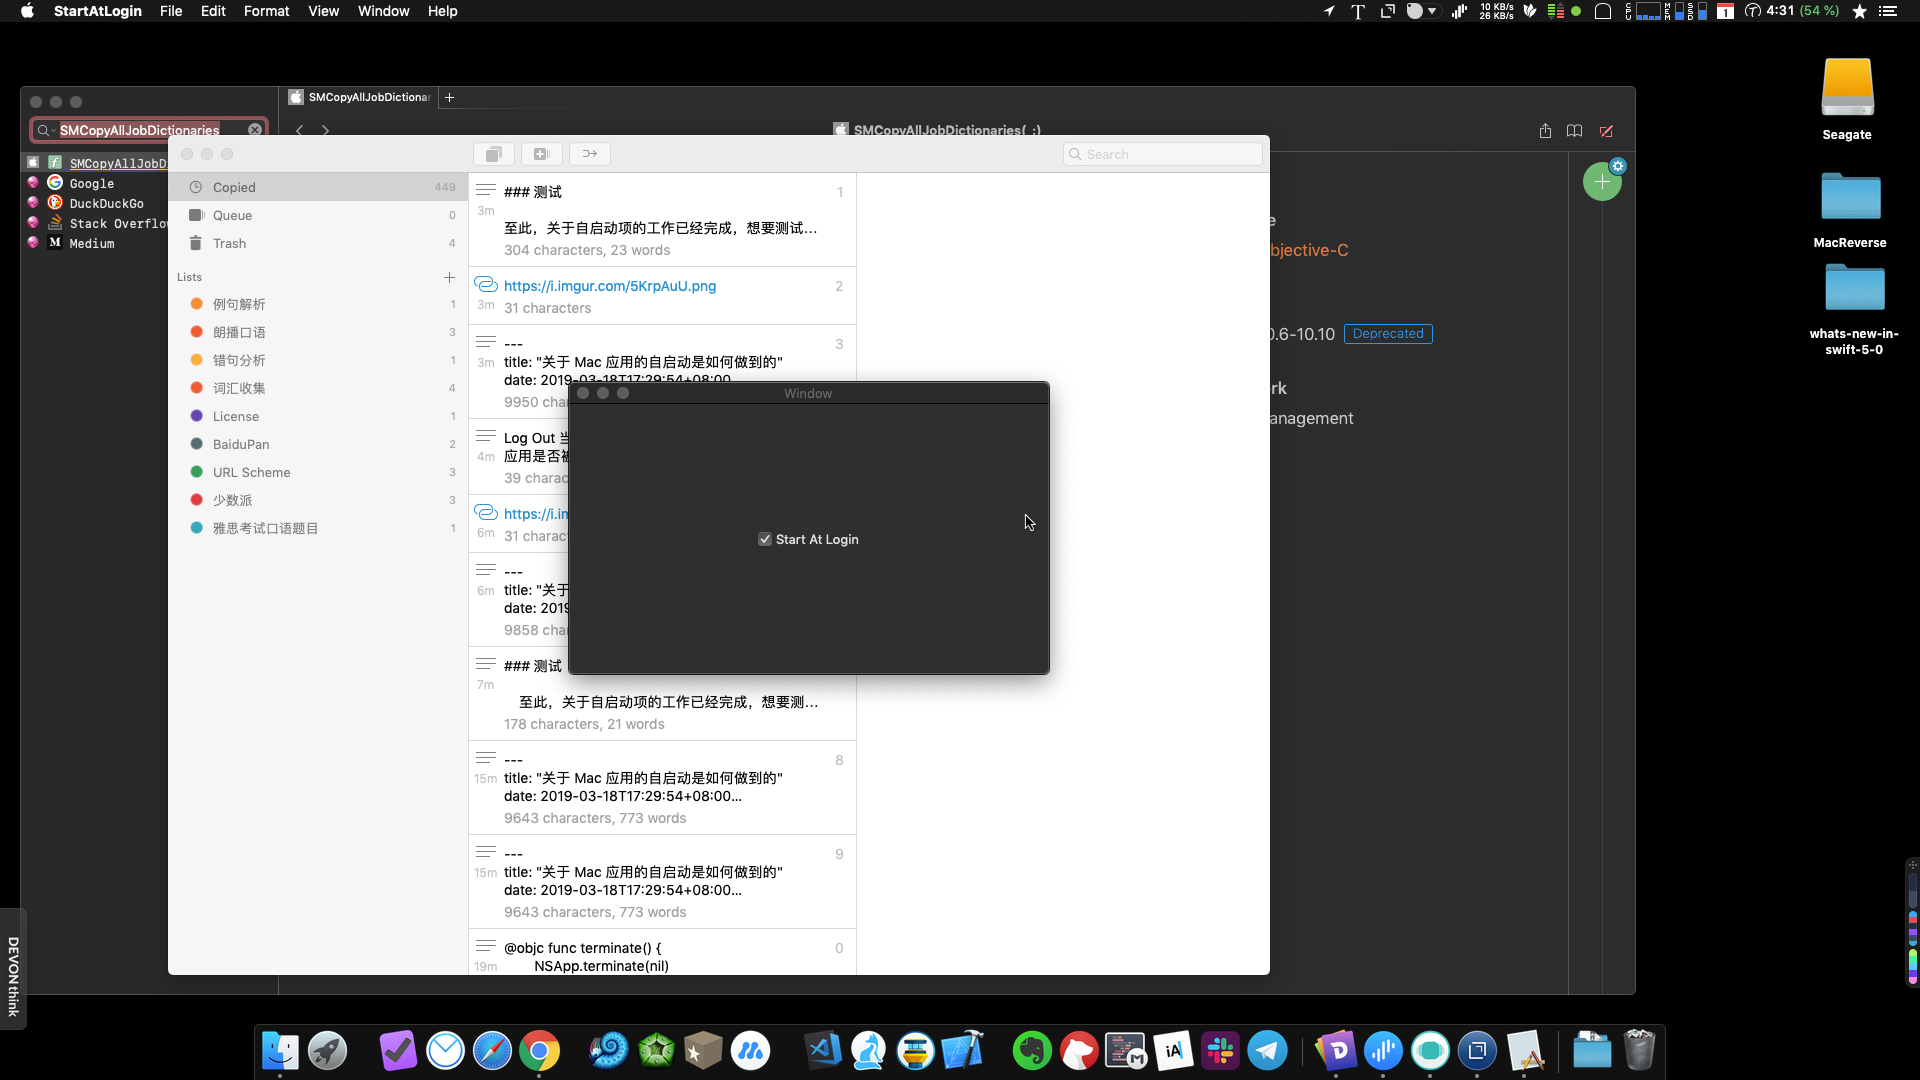 StartAtLogin File Edit Format View Window Help
10 KB/s
26 KB/s
4:31 (54 %)
SMCopyAllJobDictionar
SMCopyAllJobDictionaries
SMCopyAllJobDictionaries( :)
SMCopyAllJobD
Google
DuckDuckGo
Stack Overflo
Medium
Search
Copied 449
Queue 0
Trash 4
Lists
例句解析 1
朗播口语 3
错句分析 1
词汇收集 4
License 1
BaiduPan 2
URL Scheme 3
少数派 3
雅思考试口语题目 1
### 测试 1
3m
至此，关于自启动项的工作已经完成，想要测试...
304 characters, 23 words
https://i.imgur.com/5KrpAuU.png 2
3m 31 characters
--- 3
3m title: "关于 Mac 应用的自启动是如何做到的"
date: 2019-03-18T17:29:54+08:00
9950 cha
Log Out 当
4m 应用是否被
39 charac
https://i.im
6m 31 charac
---
6m title: "关于
date: 2019
9858 cha
### 测试
7m
至此，关于自启动项的工作已经完成，想要测...
178 characters, 21 words
--- 8
15m title: "关于 Mac 应用的自启动是如何做到的"
date: 2019-03-18T17:29:54+08:00...
9643 characters, 773 words
--- 9
15m title: "关于 Mac 应用的自启动是如何做到的"
date: 2019-03-18T17:29:54+08:00...
9643 characters, 773 words
@objc func terminate() { 0
19m NSApp.terminate(nil)
Window
Start At Login
e
bjective-C
0.6-10.10 Deprecated
rk
anagement
Seagate
MacReverse
whats-new-in-
swift-5-0
DEVONthink
iA